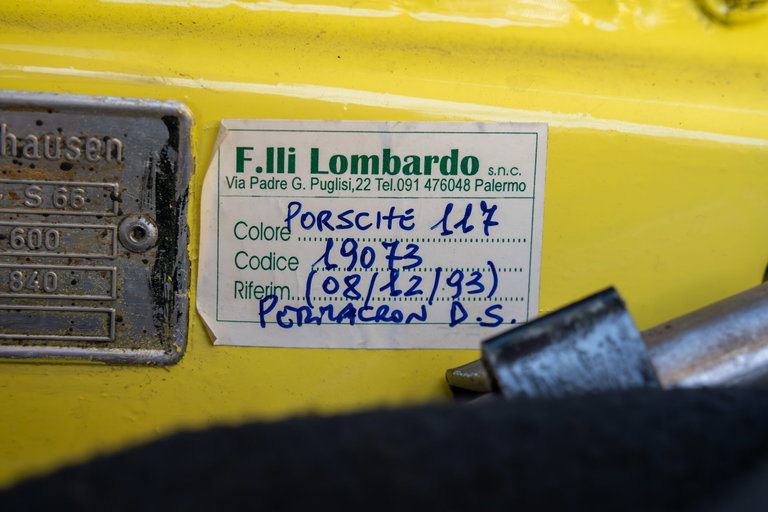 hausen
S 66
600
840
F.lli Lombardo s.n.c.
Via Padre G. Puglisi,22 Tel.091 476048 Palermo
Colore PORSCHE 117
Codice 19073
Riferim. (08/12/93)
PERMACRON D.S.